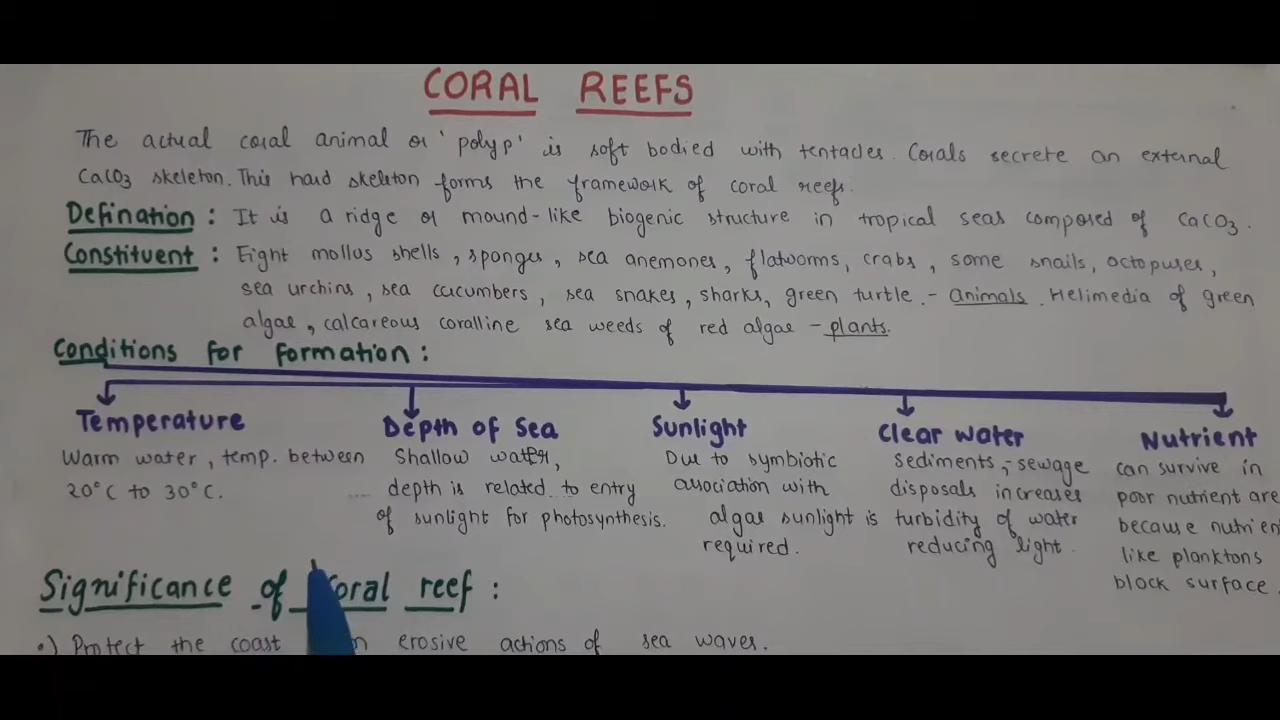 CORAL REEFS
The actual coral animal or 'polyp' is soft bodied with tentacles. Corals secrete an external
CaCO3 skeleton. This hard skeleton forms the framework of coral reefs.
Defination : It is a ridge or mound-like biogenic structure in tropical seas composed of CaCO3.
Constituent : Eight mollus shells, sponges, sea anemones, flatworms, crabs, some snails, octopuses,
sea urchins, sea cucumbers, sea snakes, sharks, green turtle.- animals. Helimedia of green
algae, calcareous coralline sea weeds of red algae - plants.
Conditions for formation :
Temperature
Warm water, temp. between
20°C to 30°C.
Depth of Sea
Shallow water,
depth is related to entry
of sunlight for photosynthesis.
Sunlight
Due to symbiotic
association with
algae sunlight is
required.
Clear water
sediments, sewage
disposals increases
turbidity of water
reducing light.
Nutrient
can survive in
poor nutrient are
because nutrien
like planktons
block surface.
Significance of coral reef :
•) Protect the coast erosive actions of sea waves.